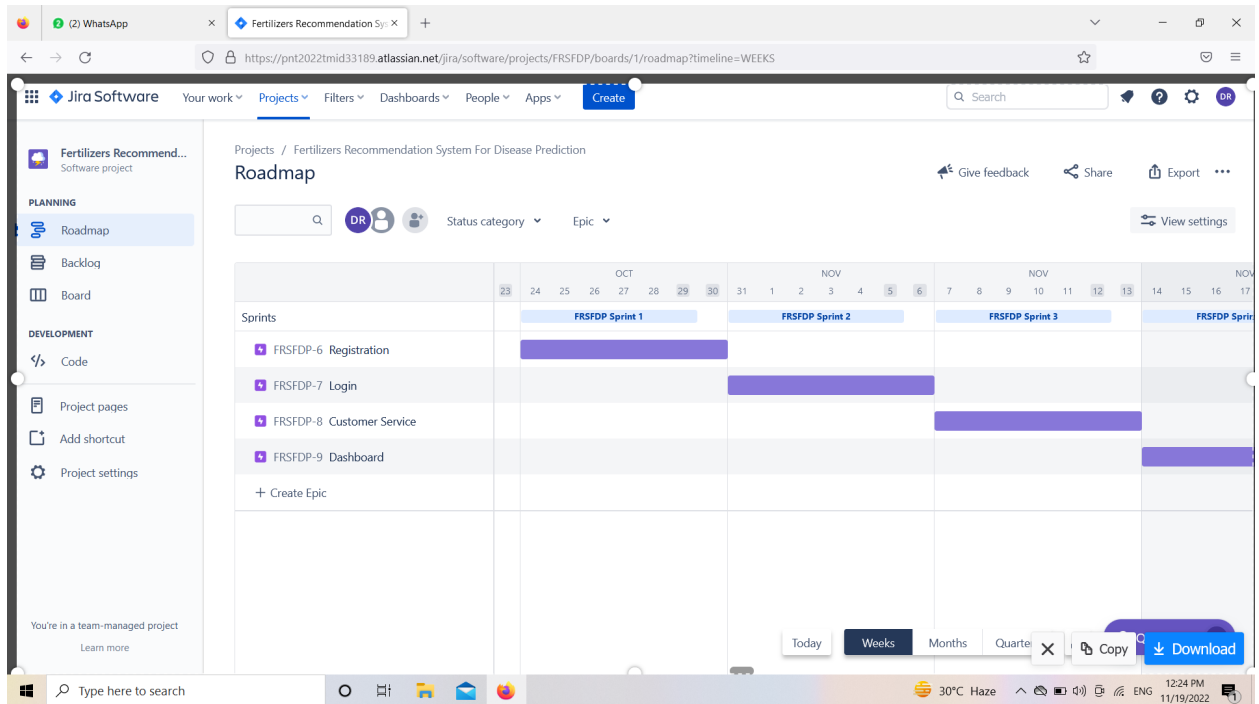 2 (2) WhatsApp × Fertilizers Recommendation Sys × +
https://pnt2022tmid33189.atlassian.net/jira/software/projects/FRSFDP/boards/1/roadmap?timeline=WEEKS
Jira Software Your work Projects Filters Dashboards People Apps Create Search DR
Fertilizers Recommend...
Software project
PLANNING
Roadmap
Backlog
Board
DEVELOPMENT
Code
Project pages
Add shortcut
Project settings
You're in a team-managed project
Learn more
Projects / Fertilizers Recommendation System For Disease Prediction
Roadmap
Give feedback Share Export
DR Status category Epic View settings
OCT NOV NOV NOV
23 24 25 26 27 28 29 30 31 1 2 3 4 5 6 7 8 9 10 11 12 13 14 15 16 17
Sprints FRSFDP Sprint 1 FRSFDP Sprint 2 FRSFDP Sprint 3 FRSFDP Sprin
FRSFDP-6 Registration
FRSFDP-7 Login
FRSFDP-8 Customer Service
FRSFDP-9 Dashboard
+ Create Epic
Today Weeks Months Quarte Copy Download
Type here to search
30°C Haze ENG 12:24 PM
11/19/2022 1